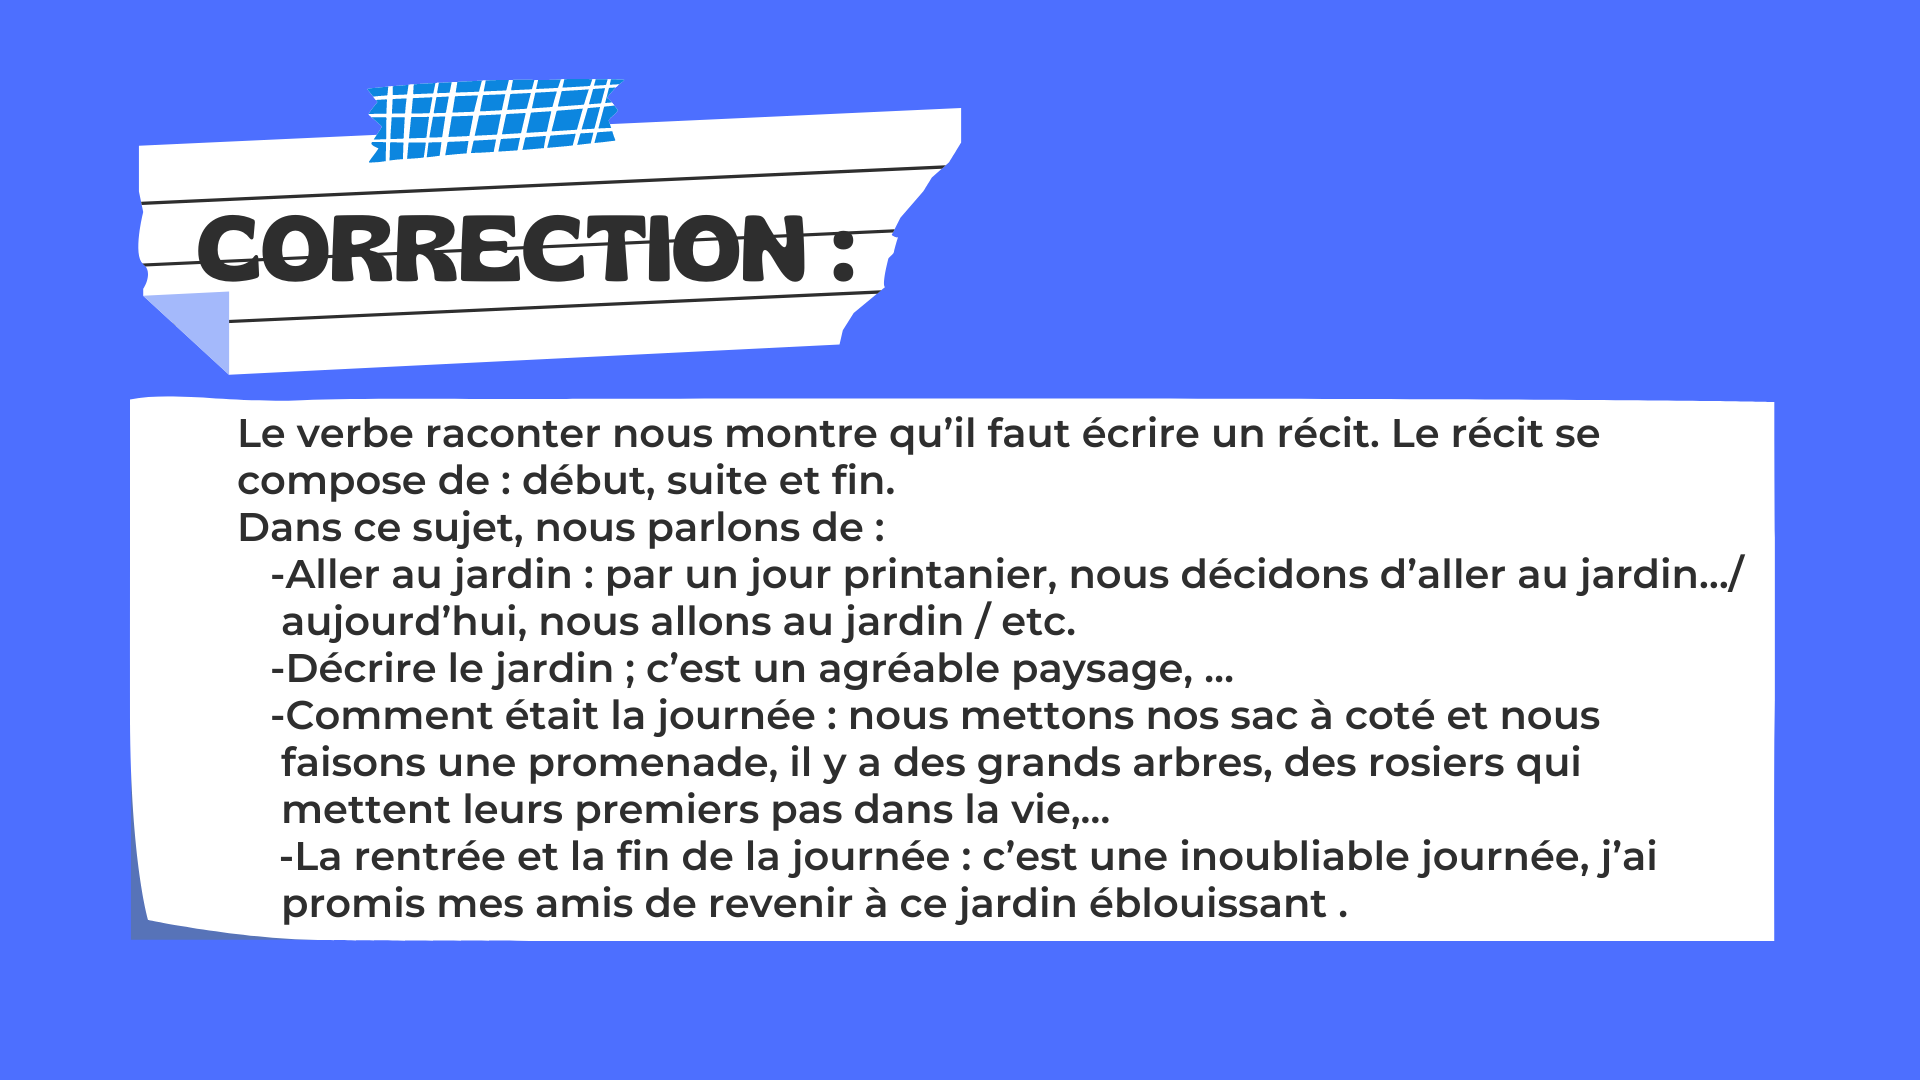 CORRECTION :
Le verbe raconter nous montre qu’il faut écrire un récit. Le récit se
compose de : début, suite et fin.
Dans ce sujet, nous parlons de :
-Aller au jardin : par un jour printanier, nous décidons d’aller au jardin.../
aujourd’hui, nous allons au jardin / etc.
-Décrire le jardin ; c’est un agréable paysage, ...
-Comment était la journée : nous mettons nos sac à coté et nous
faisons une promenade, il y a des grands arbres, des rosiers qui
mettent leurs premiers pas dans la vie,...
-La rentrée et la fin de la journée : c’est une inoubliable journée, j’ai
promis mes amis de revenir à ce jardin éblouissant .